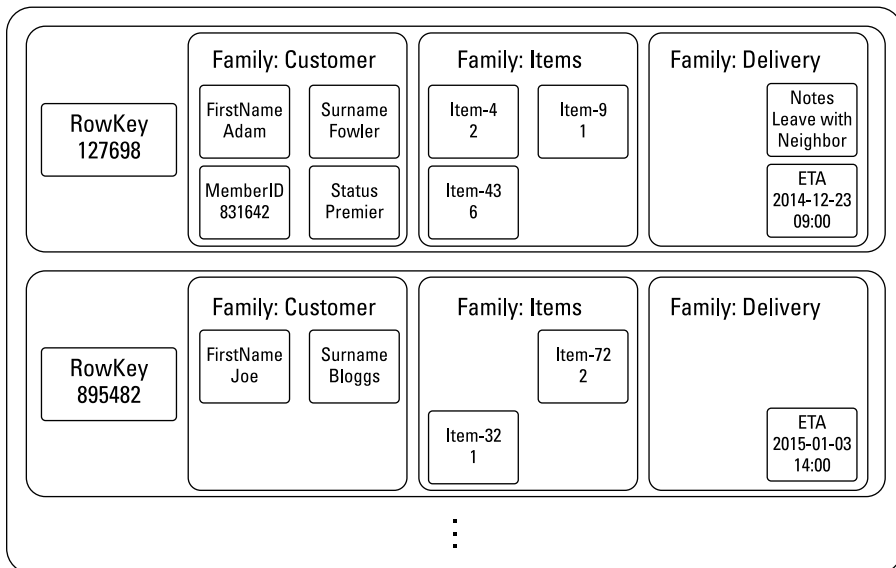 Family: Customer
Family: Items
Family: Delivery
RowKey
127698
FirstName
Adam
Surname
Fowler
MemberID
831642
Status
Premier
Item-4
2
Item-9
1
Item-43
6
Notes
Leave with
Neighbor
ETA
2014-12-23
09:00
Family: Customer
Family: Items
Family: Delivery
RowKey
895482
FirstName
Joe
Surname
Bloggs
Item-72
2
Item-32
1
ETA
2015-01-03
14:00